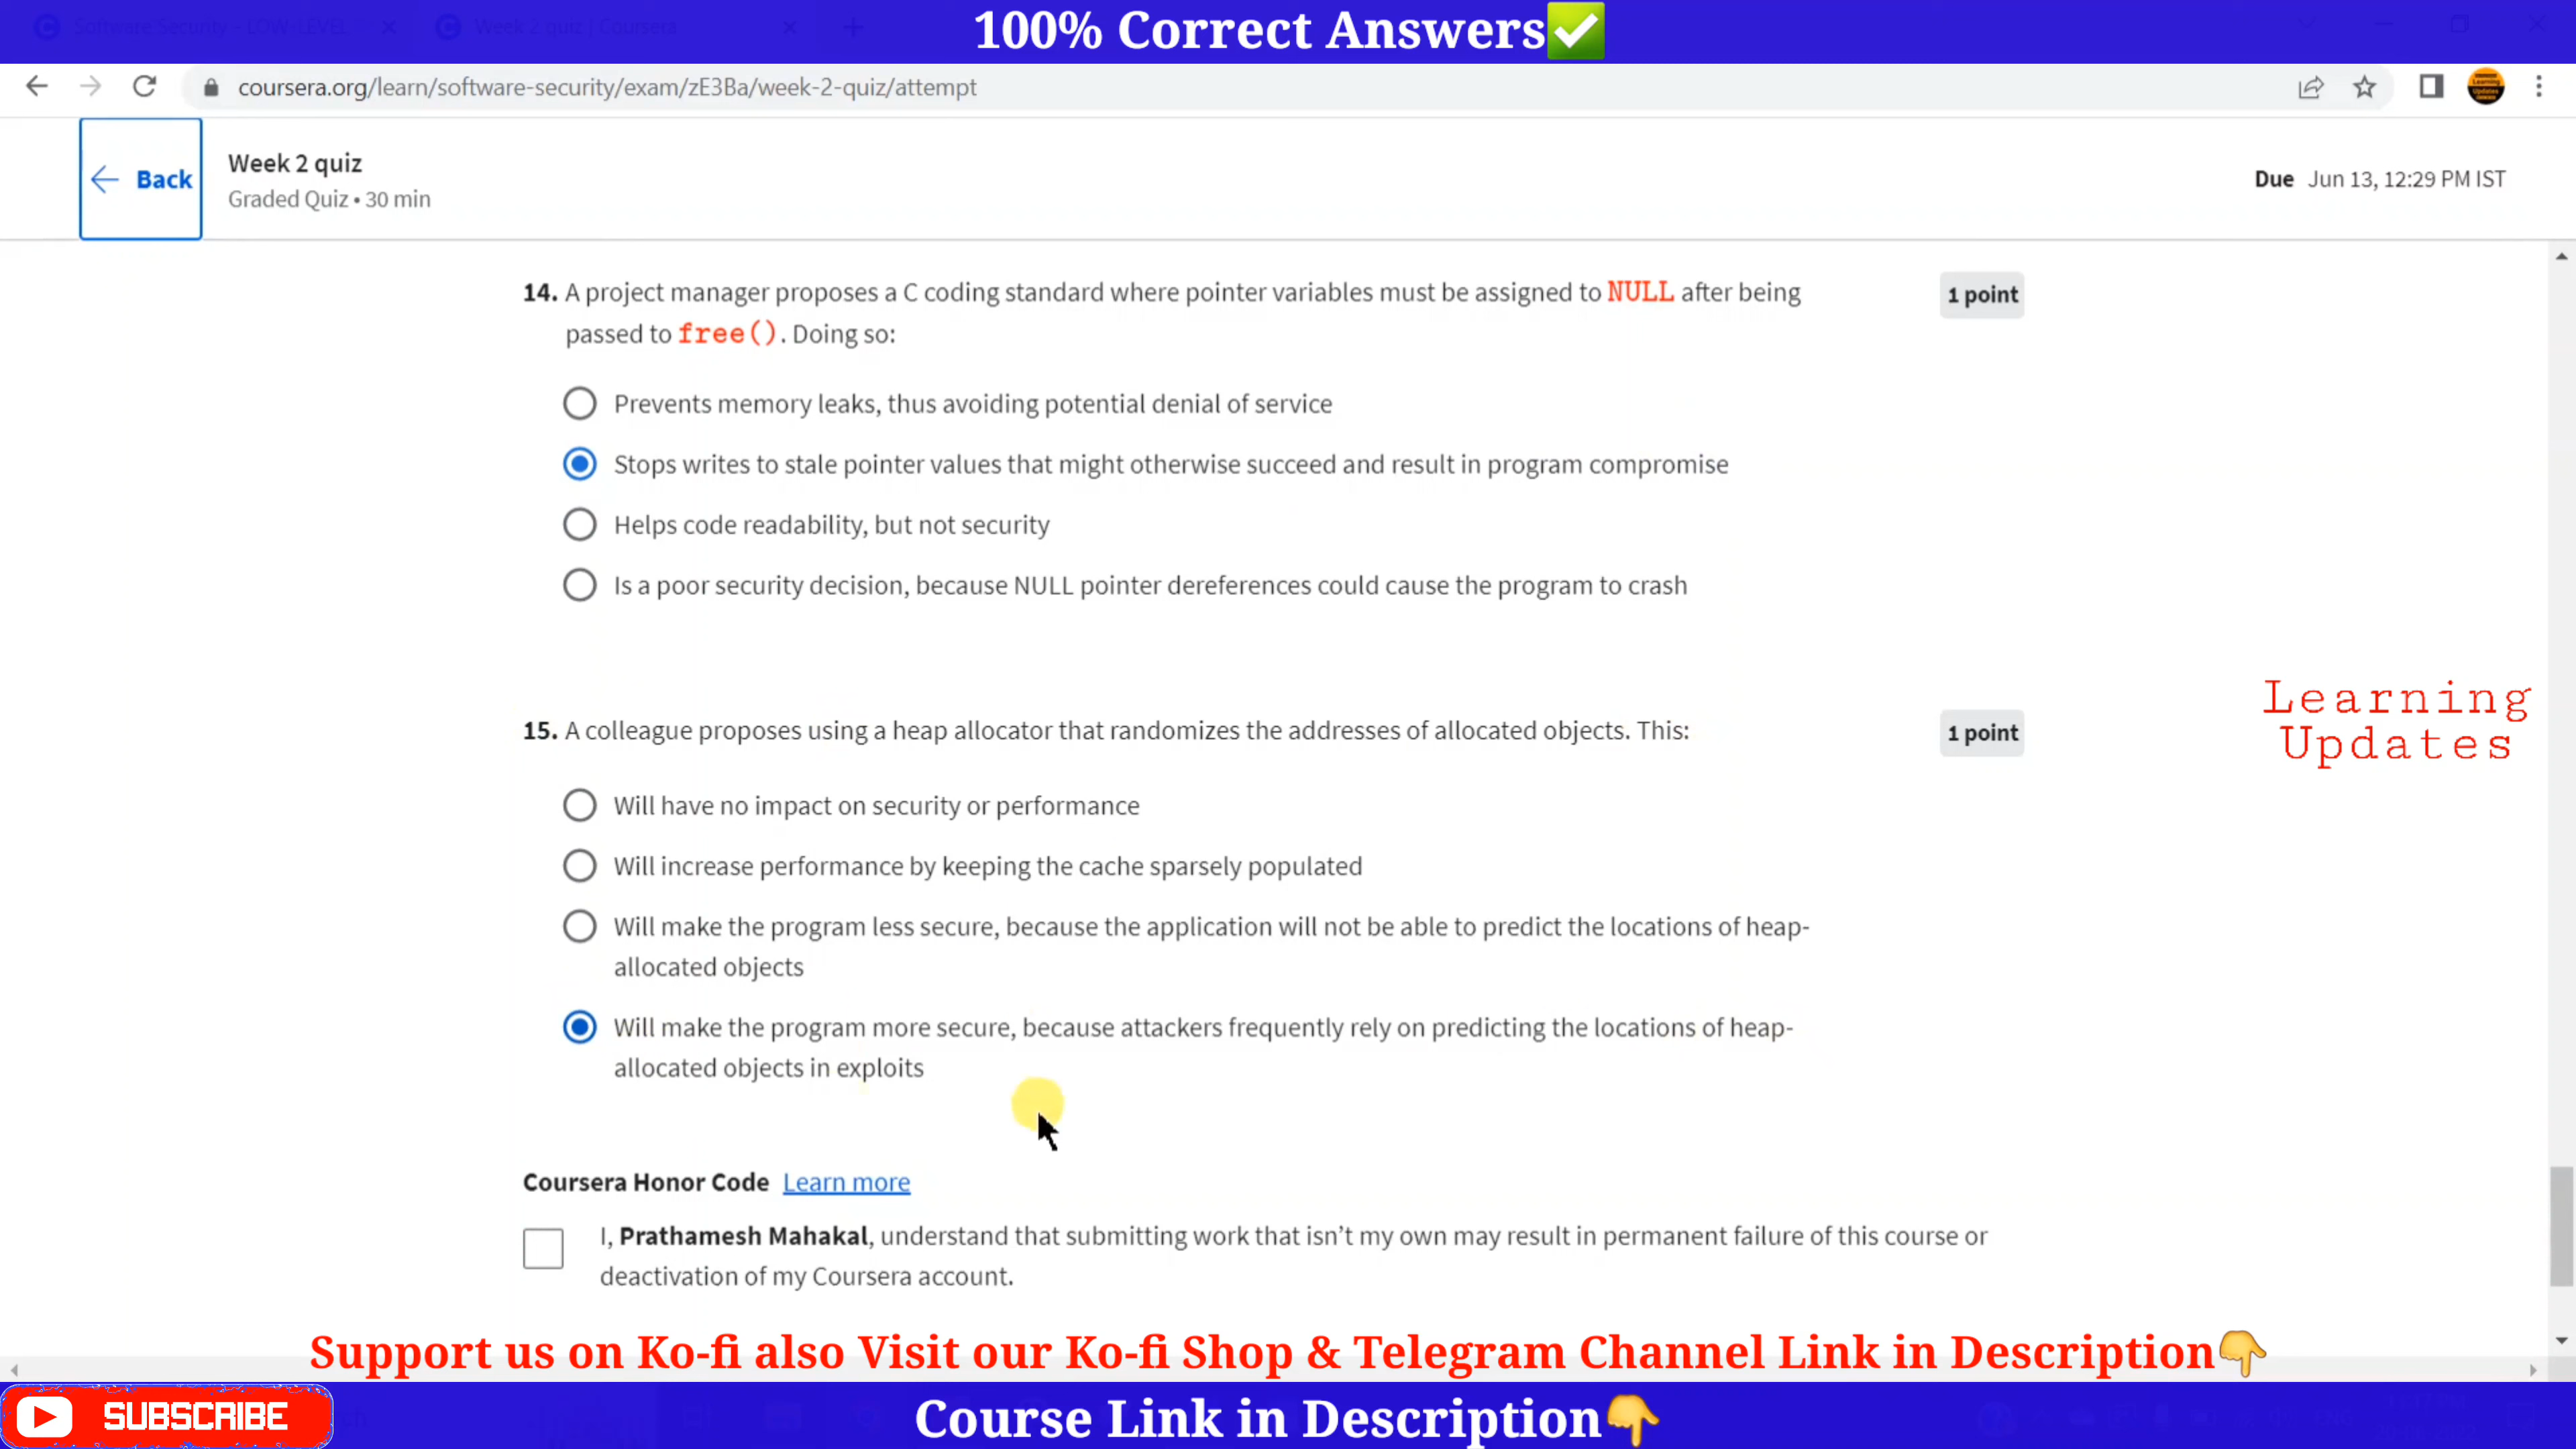 Software Security - LOW-LEVEL
Week 2 quiz | Coursera
100% Correct Answers✅
coursera.org/learn/software-security/exam/zE3Ba/week-2-quiz/attempt
Back
Week 2 quiz
Graded Quiz • 30 min
Due Jun 13, 12:29 PM IST
14. A project manager proposes a C coding standard where pointer variables must be assigned to NULL after being
passed to free(). Doing so:
1 point
Prevents memory leaks, thus avoiding potential denial of service
Stops writes to stale pointer values that might otherwise succeed and result in program compromise
Helps code readability, but not security
Is a poor security decision, because NULL pointer dereferences could cause the program to crash
Learning
Updates
15. A colleague proposes using a heap allocator that randomizes the addresses of allocated objects. This:
1 point
Will have no impact on security or performance
Will increase performance by keeping the cache sparsely populated
Will make the program less secure, because the application will not be able to predict the locations of heap-
allocated objects
Will make the program more secure, because attackers frequently rely on predicting the locations of heap-
allocated objects in exploits
Coursera Honor Code Learn more
I, Prathamesh Mahakal, understand that submitting work that isn't my own may result in permanent failure of this course or
deactivation of my Coursera account.
Support us on Ko-fi also Visit our Ko-fi Shop & Telegram Channel Link in Description👇
SUBSCRIBE
Course Link in Description👇